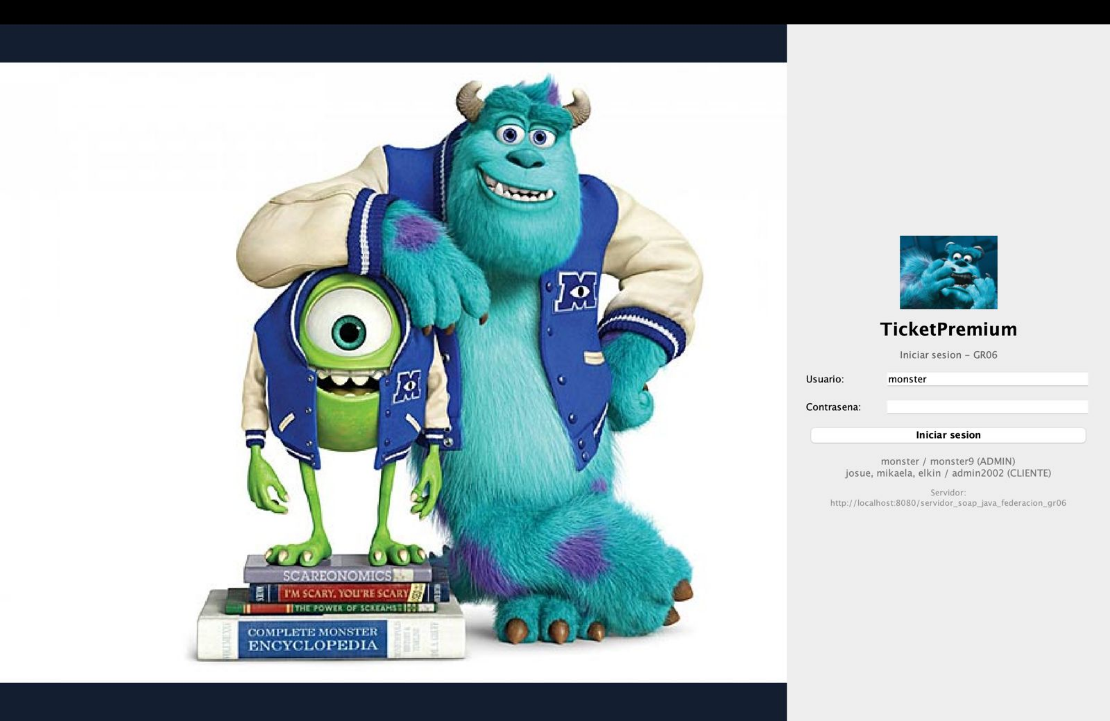 M
M
SCAREONOMICS
I'M SCARY, YOU'RE SCARY
THE POWER OF SCREAMS
COMPLETE MONSTER
ENCYCLOPEDIA
TicketPremium
Iniciar sesion - GR06
Usuario: monster
Contrasena:
Iniciar sesion
monster / monster9 (ADMIN)
josue, mikaela, elkin / admin2002 (CLIENTE)
Servidor:
http://localhost:8080/servidor_soap_java_federacion_gr06